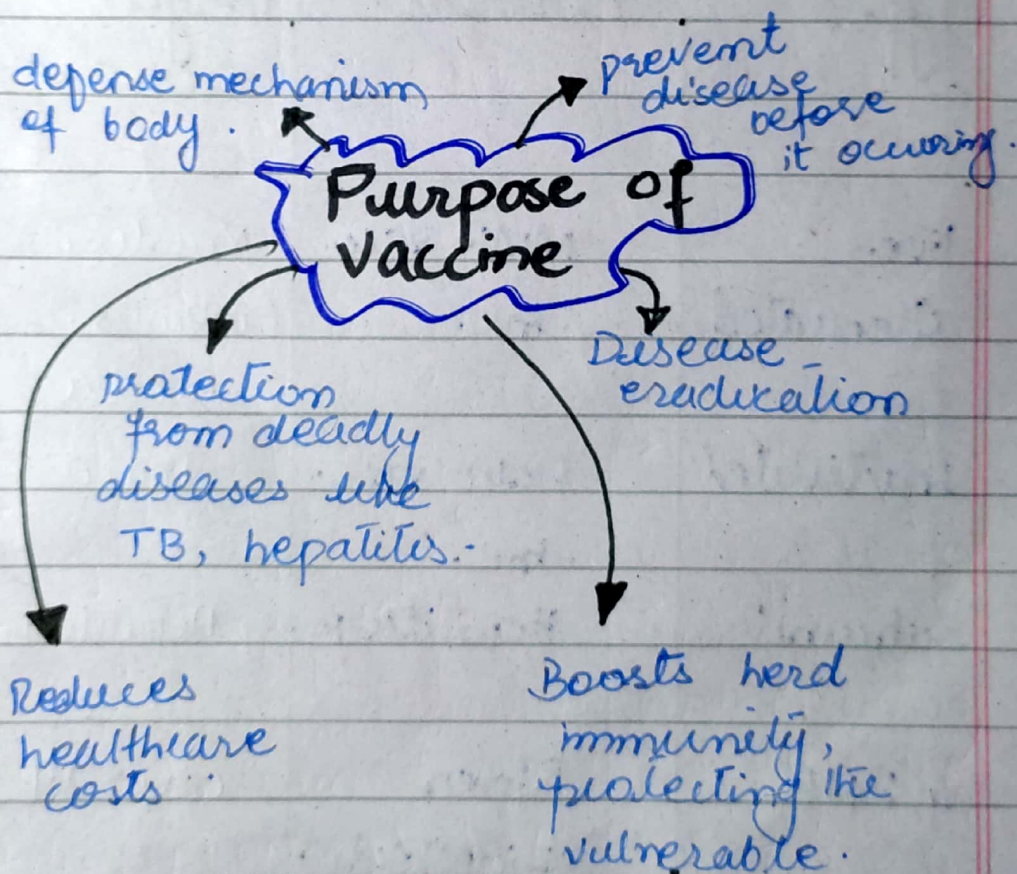 defense mechanism
of body.
prevent
disease
before
it occuring.
Purpose of
vaccine
Disease
eradication
protection
from deadly
diseases like
TB, hepatitis.
Reduces
healthcare
costs
Boosts herd
immunity,
protecting the
vulnerable.